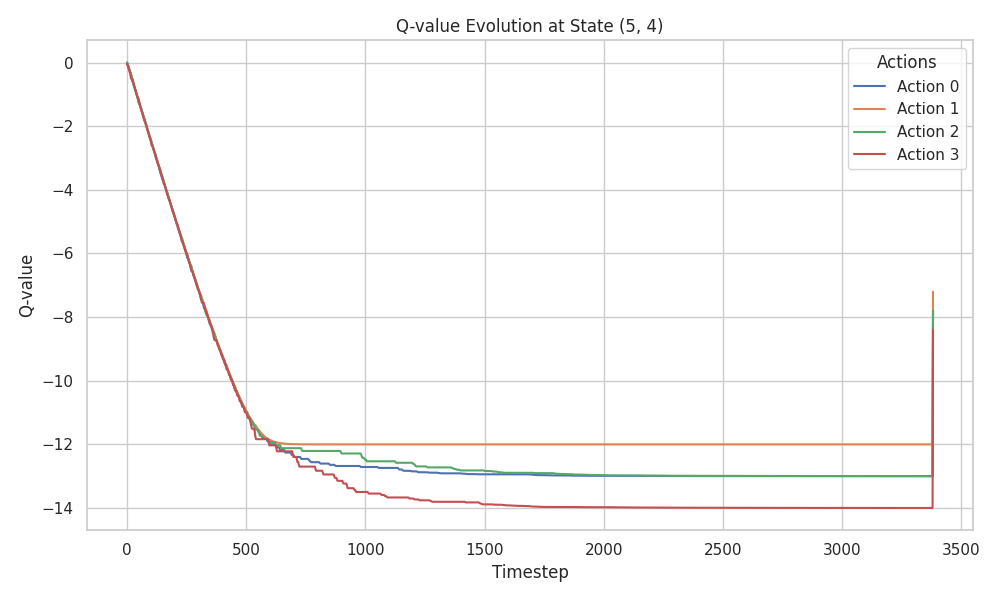 Q-value Evolution at State (5, 4)
Actions
Action 0
Action 1
Action 2
Action 3
0
−2
−4
−6
−8
−10
−12
−14
Q-value
0
500
1000
1500
2000
2500
3000
3500
Timestep